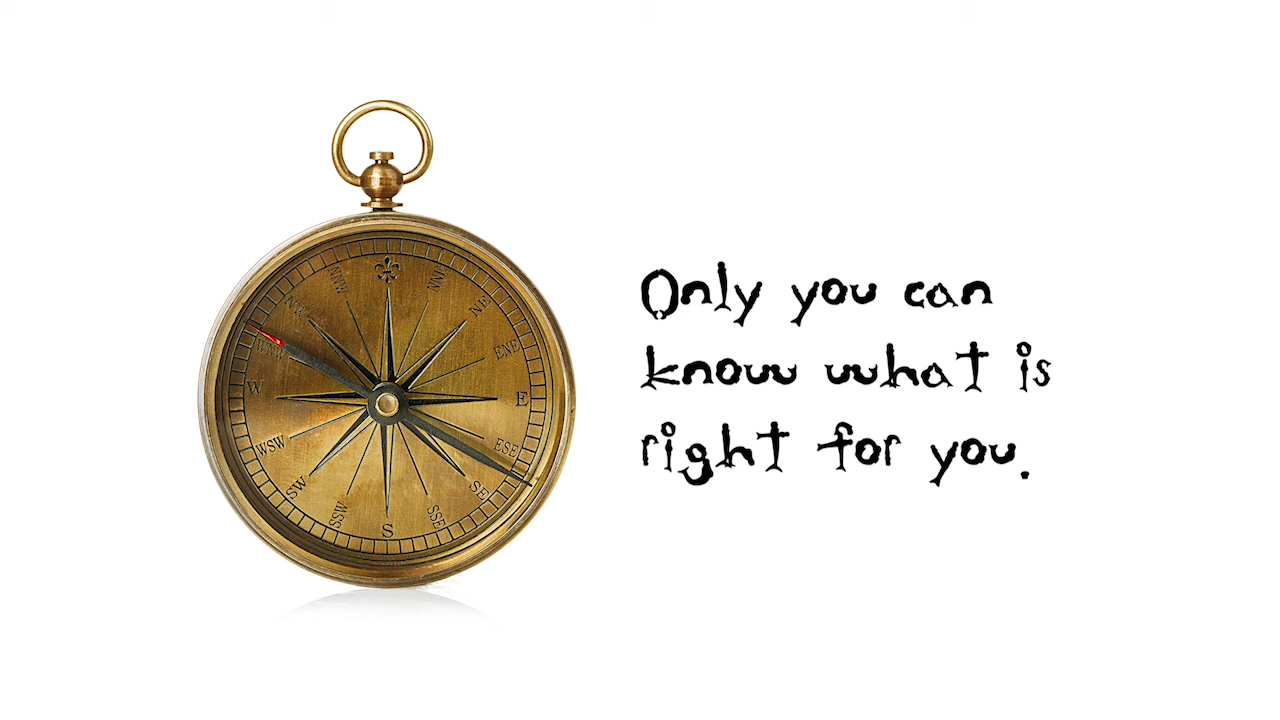 NNW
NNE
NW
NE
WNW
ENE
W
E
WSW
ESE
SW
SE
SSW
SSE
S
Only you can
know what is
right for you.